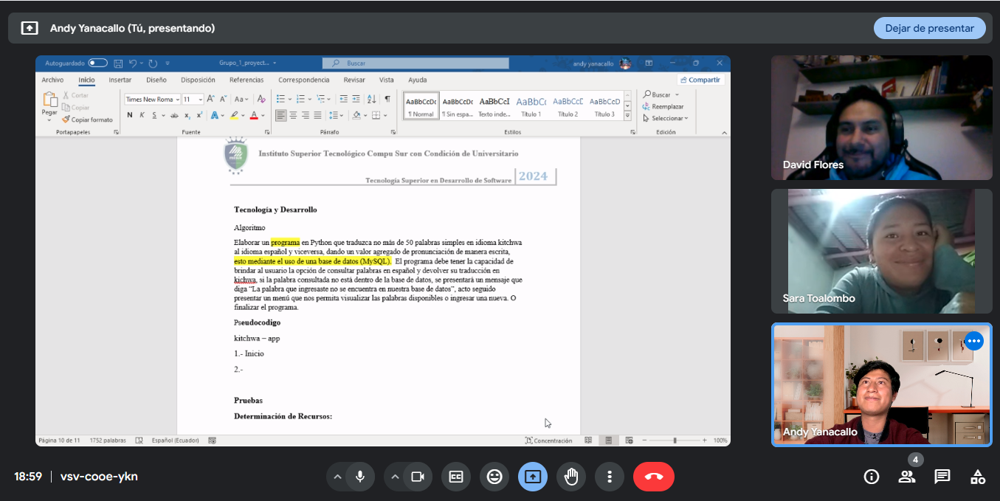 Andy Yanacallo (Tú, presentando)
Dejar de presentar
Autoguardado
Grupo_1_proyect...
Buscar
andy yanacallo
Archivo Inicio Insertar Diseño Disposición Referencias Correspondencia Revisar Vista Ayuda
Compartir
Pegar
Cortar
Copiar
Copiar formato
Portapapeles
Times New Roma 11
N K S ab x, x²
Fuente
Párrafo
AaBbCcDc AaBbCcDc AaBbCcI AaBbCc AaBbCcE AaBbCcD
¶ Normal ¶ Sin espa... Texto inde... Título 1 Título 2 Título 3
Estilos
Buscar
Reemplazar
Seleccionar
Edición
Instituto Superior Tecnológico Compu Sur con Condición de Universitario
Tecnología Superior en Desarrollo de Software 2024
Tecnología y Desarrollo
Algoritmo
Elaborar un programa en Python que traduzca no más de 50 palabras simples en idioma kitchwa
al idioma español y viceversa, dando un valor agregado de pronunciación de manera escrita,
esto mediante el uso de una base de datos (MySQL). El programa debe tener la capacidad de
brindar al usuario la opción de consultar palabras en español y devolver su traducción en
kichwa, si la palabra consultada no está dentro de la base de datos, se presentará un mensaje que
diga “La palabra que ingresaste no se encuentra en nuestra base de datos”, acto seguido
presentar un menú que nos permita visualizar las palabras disponibles o ingresar una nueva. O
finalizar el programa.
Pseudocodigo
kitchwa – app
1.- Inicio
2.-
Pruebas
Determinación de Recursos:
Página 10 de 11 1752 palabras Español (Ecuador) Concentración 100%
David Flores
Sara Toalombo
Andy Yanacallo
18:59 vsv-cooe-ykn
4